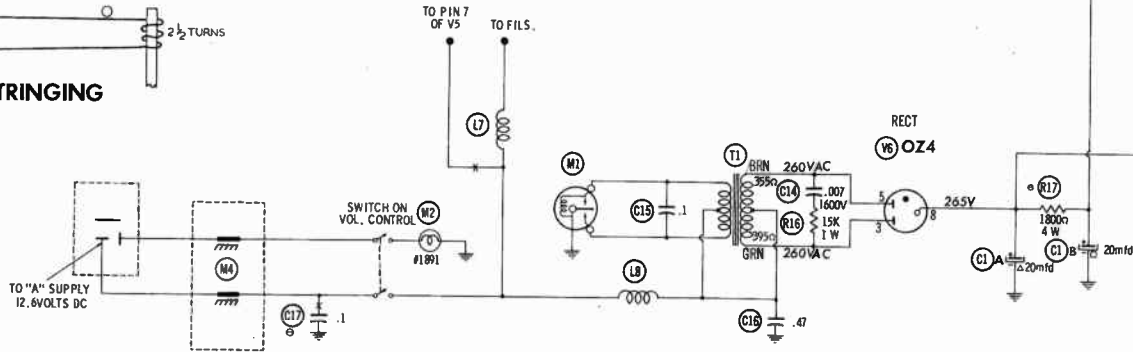 2 1/2 TURNS
TRINGING
TO PIN 7
OF V5
TO FILS.
L7
M1
T1
BRN
260VAC
355Ω
C14
.007
1600V
R16
15K
1 W
395Ω
GRN
260VAC
C15
.1
RECT
V6 OZ4
5
3
8
265V
R17
1800Ω
4 W
C1 A
20mfd
C1 B
20mfd
SWITCH ON
VOL. CONTROL
M2
#1891
M4
TO "A" SUPPLY
12.6VOLTS DC
C17
.1
L8
C16
.47